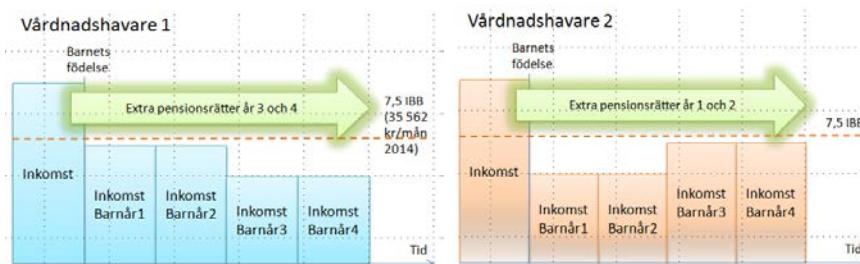 Vårdnadshavare 1
Barnets
födelse
Extra pensionsrätter år 3 och 4
7,5 IBB
(35 562
kr/mån
2014)
Inkomst
Inkomst
Barnår1
Inkomst
Barnår2
Inkomst
Barnår3
Inkomst
Barnår4
Tid
Vårdnadshavare 2
Barnets
födelse
Extra pensionsrätter år 1 och 2
7,5 IBB
Inkomst
Inkomst
Barnår1
Inkomst
Barnår2
Inkomst
Barnår3
Inkomst
Barnår4
Tid